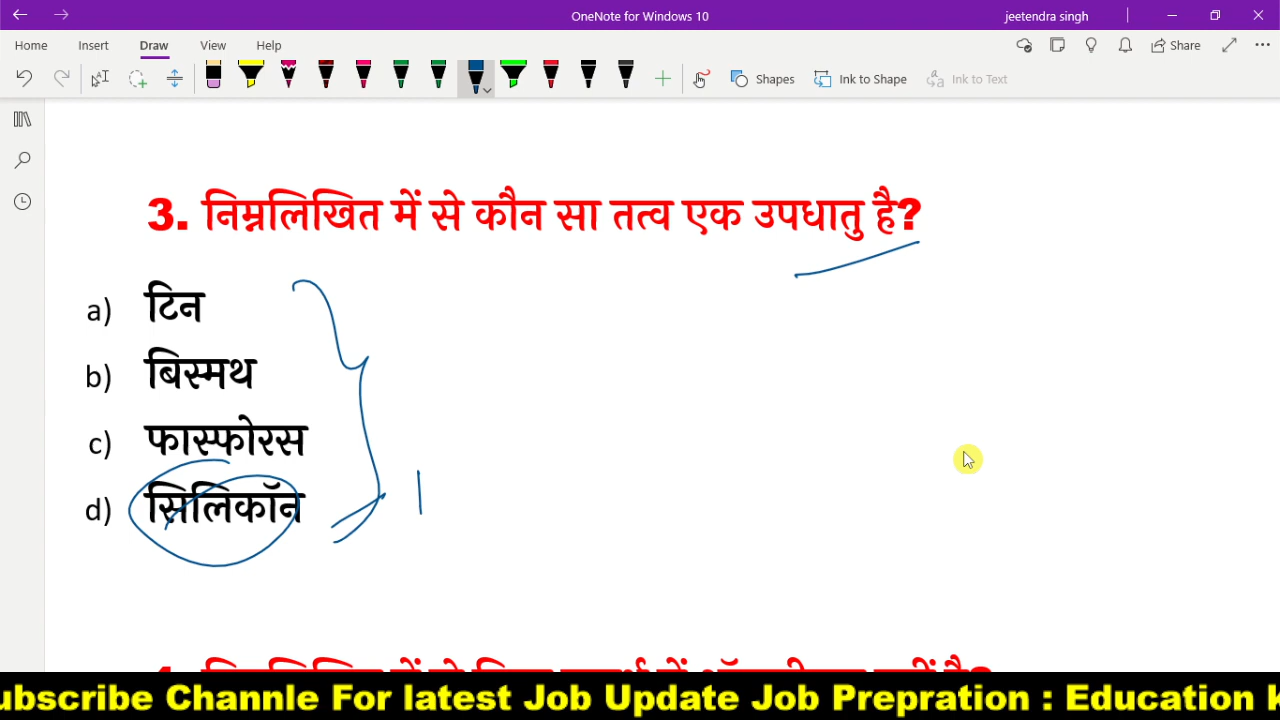 OneNote for Windows 10
jeetendra singh
Home Insert Draw View Help
Share
Shapes Ink to Shape Ink to Text
3. निम्नलिखित में से कौन सा तत्व एक उपधातु है?
a) टिन
b) बिस्मथ
c) फास्फोरस
d) सिलिकॉन
ubscribe Channle For latest Job Update Job Prepration : Education